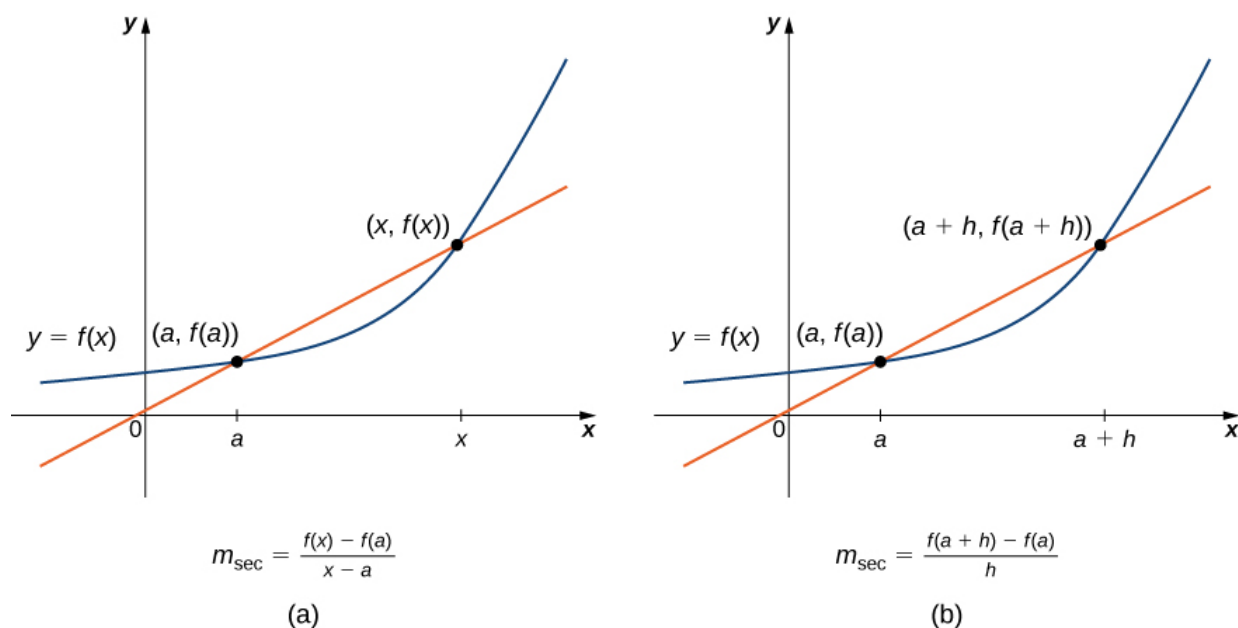 y
(x, f(x))
y = f(x)
(a, f(a))
0
a
x
x
m_sec = (f(x) − f(a)) / (x − a)
(a)
y
(a + h, f(a + h))
y = f(x)
(a, f(a))
0
a
a + h
x
m_sec = (f(a + h) − f(a)) / h
(b)